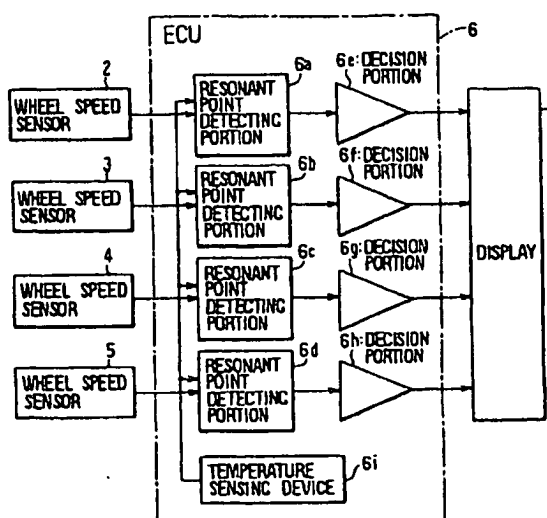 ECU
6
2
WHEEL SPEED
SENSOR
6a
RESONANT
POINT
DETECTING
PORTION
6e: DECISION
PORTION
3
WHEEL SPEED
SENSOR
6b
RESONANT
POINT
DETECTING
PORTION
6f: DECISION
PORTION
4
WHEEL SPEED
SENSOR
6c
RESONANT
POINT
DETECTING
PORTION
6g: DECISION
PORTION
5
WHEEL SPEED
SENSOR
6d
RESONANT
POINT
DETECTING
PORTION
6h: DECISION
PORTION
DISPLAY
TEMPERATURE
SENSING DEVICE
6i